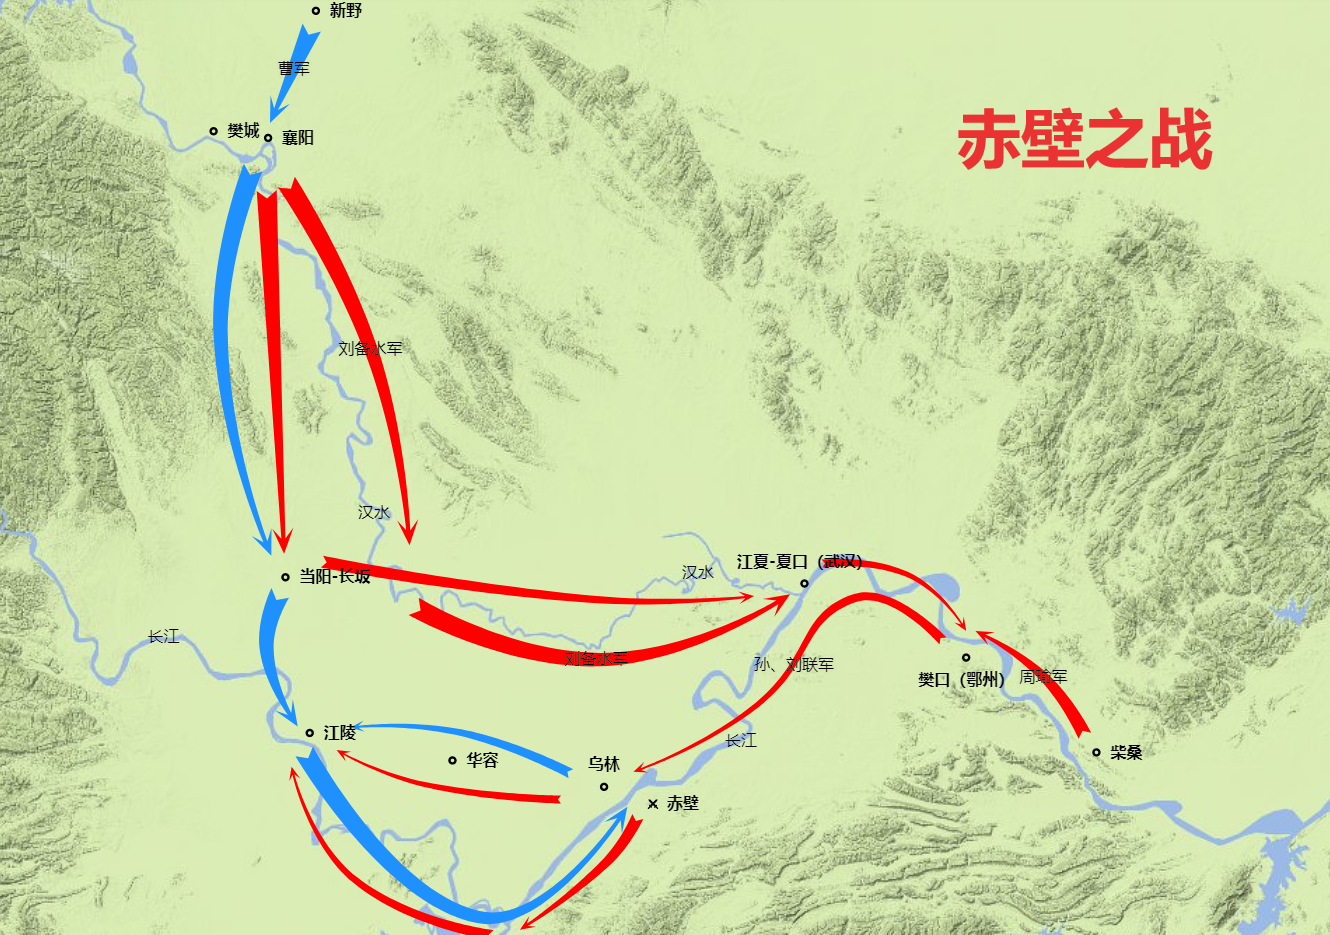 新野
曹军
赤壁之战
樊城
襄阳
刘备水军
汉水
江夏-夏口（武汉）
汉水
当阳-长坂
长江
刘备水军
孙、刘联军
樊口（鄂州）
周瑜军
江陵
长江
柴桑
华容
乌林
赤壁